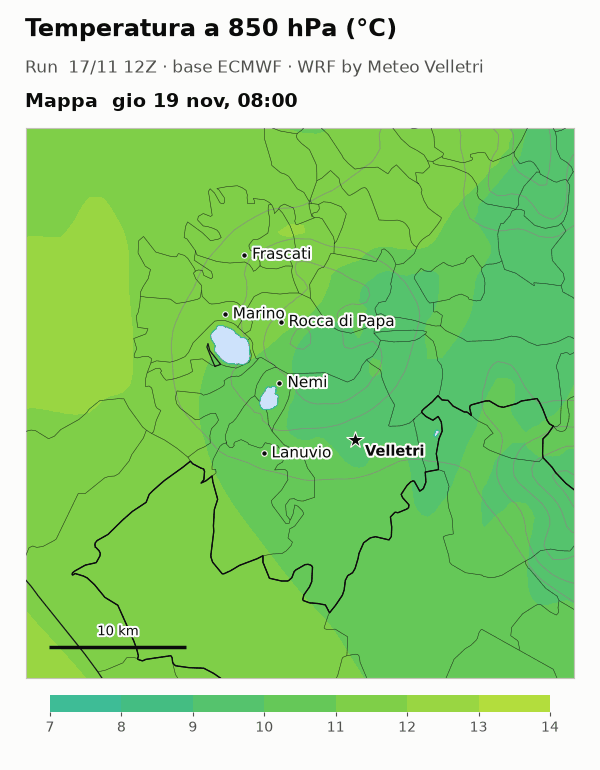 Temperatura a 850 hPa (°C)
Run  17/11 12Z · base ECMWF · WRF by Meteo Velletri
Mappa  gio 19 nov, 08:00
Frascati
Marino
Rocca di Papa
Nemi
Velletri
Lanuvio
10 km
7 8 9 10 11 12 13 14